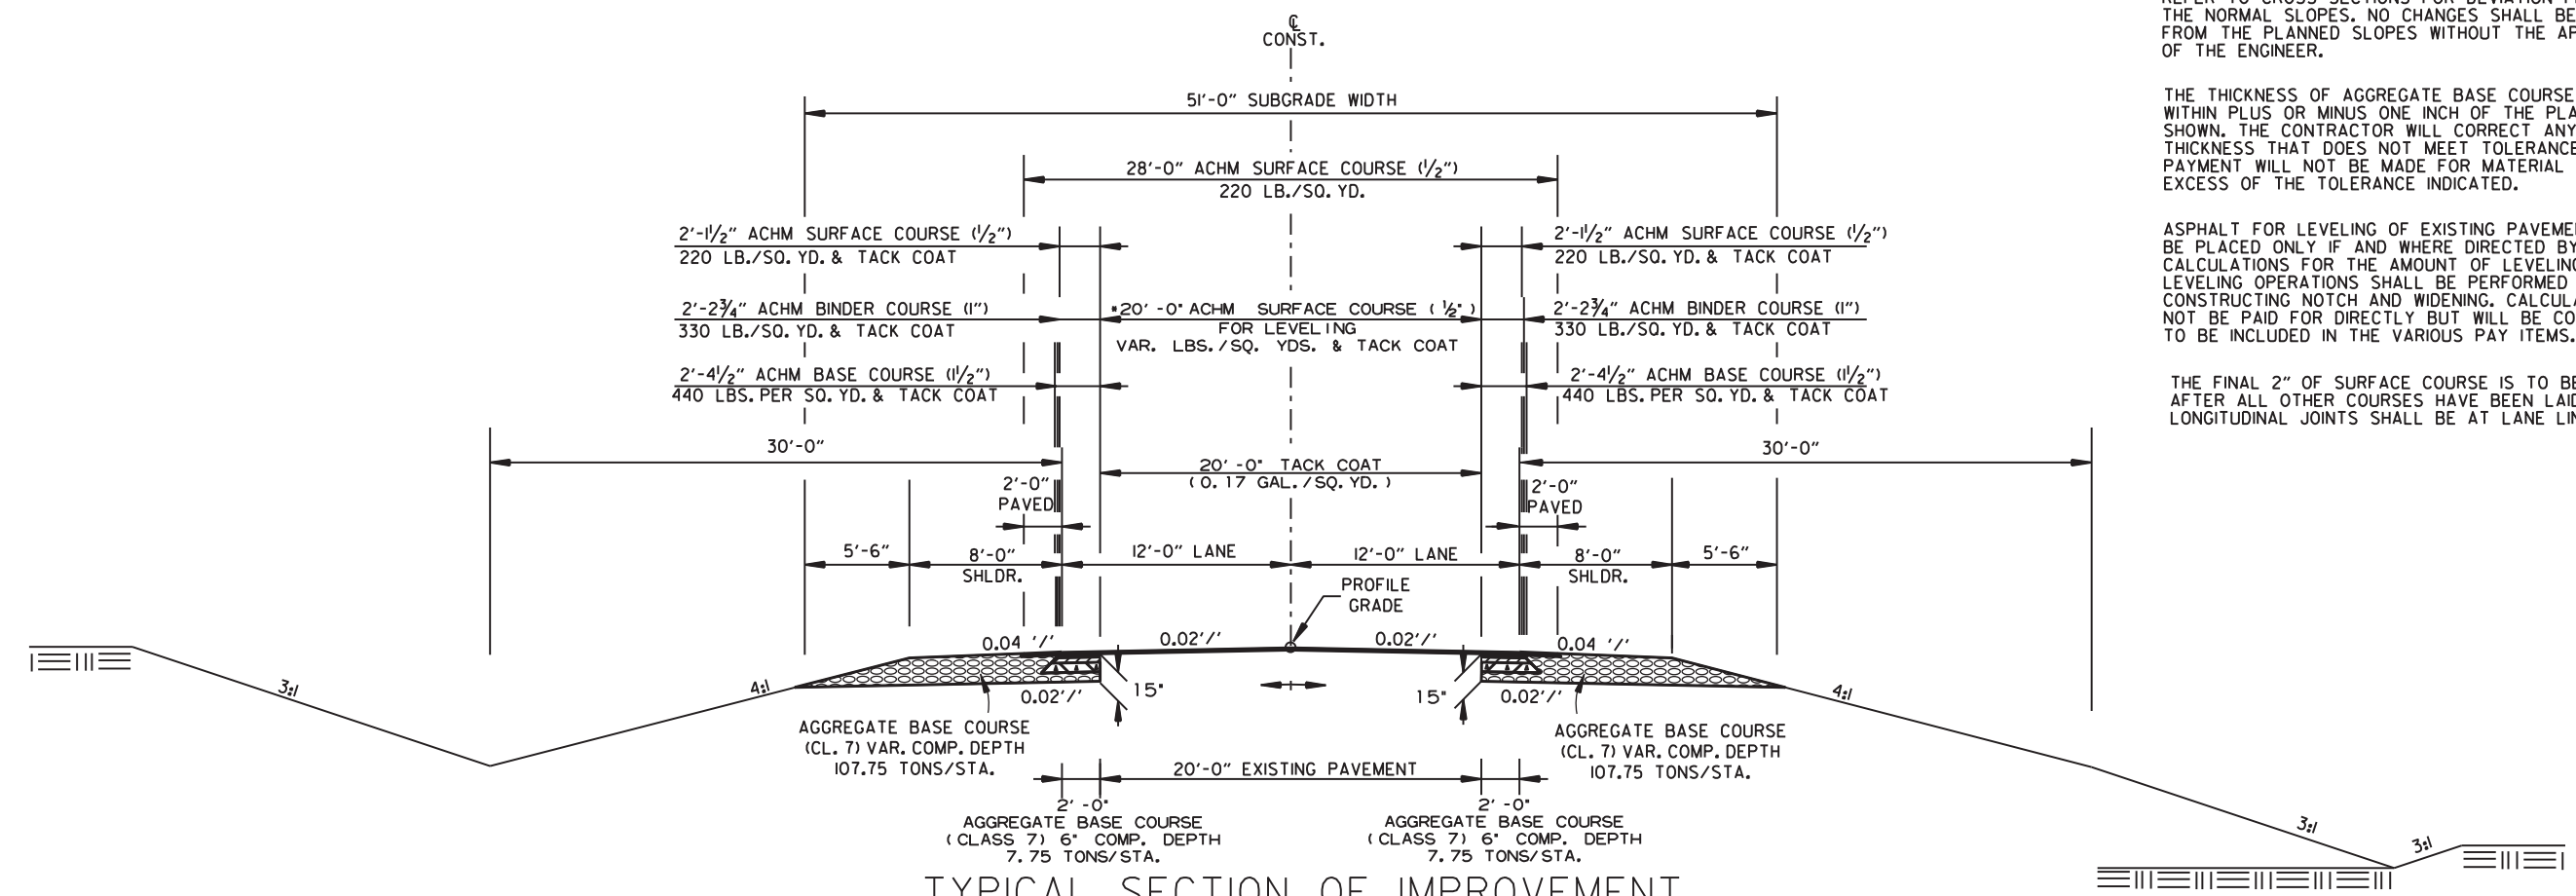 ℄
CONST.
51'-0" SUBGRADE WIDTH
28'-0" ACHM SURFACE COURSE (1/2")
220 LB./SQ. YD.
2'-1 1/2" ACHM SURFACE COURSE (1/2")
220 LB./SQ. YD. & TACK COAT
2'-1 1/2" ACHM SURFACE COURSE (1/2")
220 LB./SQ. YD. & TACK COAT
2'-2 3/4" ACHM BINDER COURSE (1")
330 LB./SQ. YD. & TACK COAT
*20' -0" ACHM SURFACE COURSE ( 1/2" )
FOR LEVELING
VAR. LBS./SQ. YDS. & TACK COAT
2'-2 3/4" ACHM BINDER COURSE (1")
330 LB./SQ. YD. & TACK COAT
2'-4 1/2" ACHM BASE COURSE (1 1/2")
440 LBS. PER SQ. YD. & TACK COAT
2'-4 1/2" ACHM BASE COURSE (1 1/2")
440 LBS. PER SQ. YD. & TACK COAT
30'-0"
20' -0" TACK COAT
( 0. 17 GAL. /SQ. YD. )
30'-0"
2'-0"
PAVED
2'-0"
PAVED
5'-6"
8'-0"
SHLDR.
12'-0" LANE
12'-0" LANE
8'-0"
SHLDR.
5'-6"
PROFILE
GRADE
0.04 '/'
0.02'/'
0.02'/'
0.04 '/'
3:1
4:1
0.02'/'
15"
15"
0.02'/'
4:1
3:1
3:1
AGGREGATE BASE COURSE
(CL. 7) VAR. COMP. DEPTH
107.75 TONS/STA.
AGGREGATE BASE COURSE
(CL. 7) VAR. COMP. DEPTH
107.75 TONS/STA.
20'-0" EXISTING PAVEMENT
2' -0"
AGGREGATE BASE COURSE
( CLASS 7) 6" COMP. DEPTH
7. 75 TONS/ STA.
2' -0"
AGGREGATE BASE COURSE
( CLASS 7) 6" COMP. DEPTH
7. 75 TONS/ STA.
TYPICAL SECTION OF IMPROVEMENT
REFER TO CROSS SECTIONS FOR DEVIATION
THE NORMAL SLOPES. NO CHANGES SHALL BE
FROM THE PLANNED SLOPES WITHOUT THE AP
OF THE ENGINEER.
THE THICKNESS OF AGGREGATE BASE COURSE
WITHIN PLUS OR MINUS ONE INCH OF THE PLA
SHOWN. THE CONTRACTOR WILL CORRECT ANY
THICKNESS THAT DOES NOT MEET TOLERANCE
PAYMENT WILL NOT BE MADE FOR MATERIAL
EXCESS OF THE TOLERANCE INDICATED.
ASPHALT FOR LEVELING OF EXISTING PAVEME
BE PLACED ONLY IF AND WHERE DIRECTED BY
CALCULATIONS FOR THE AMOUNT OF LEVELING
LEVELING OPERATIONS SHALL BE PERFORMED
CONSTRUCTING NOTCH AND WIDENING. CALCULA
NOT BE PAID FOR DIRECTLY BUT WILL BE CO
TO BE INCLUDED IN THE VARIOUS PAY ITEMS.
THE FINAL 2" OF SURFACE COURSE IS TO BE
AFTER ALL OTHER COURSES HAVE BEEN LAID
LONGITUDINAL JOINTS SHALL BE AT LANE LIN